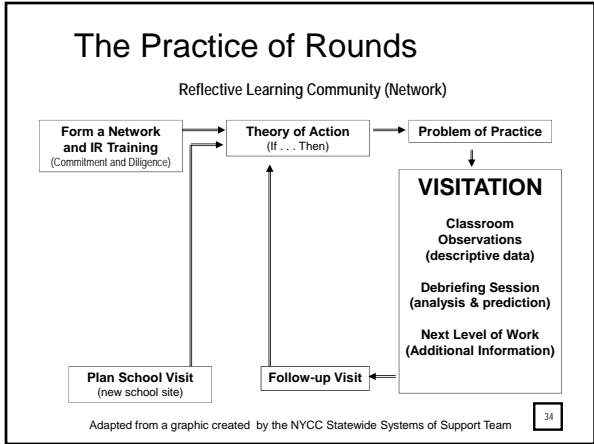 The Practice of Rounds
Reflective Learning Community (Network)
Form a Network
and IR Training
(Commitment and Diligence)
Theory of Action
(If . . . Then)
Problem of Practice
VISITATION
Classroom
Observations
(descriptive data)
Debriefing Session
(analysis & prediction)
Next Level of Work
(Additional Information)
Plan School Visit
(new school site)
Follow-up Visit
Adapted from a graphic created by the NYCC Statewide Systems of Support Team
34